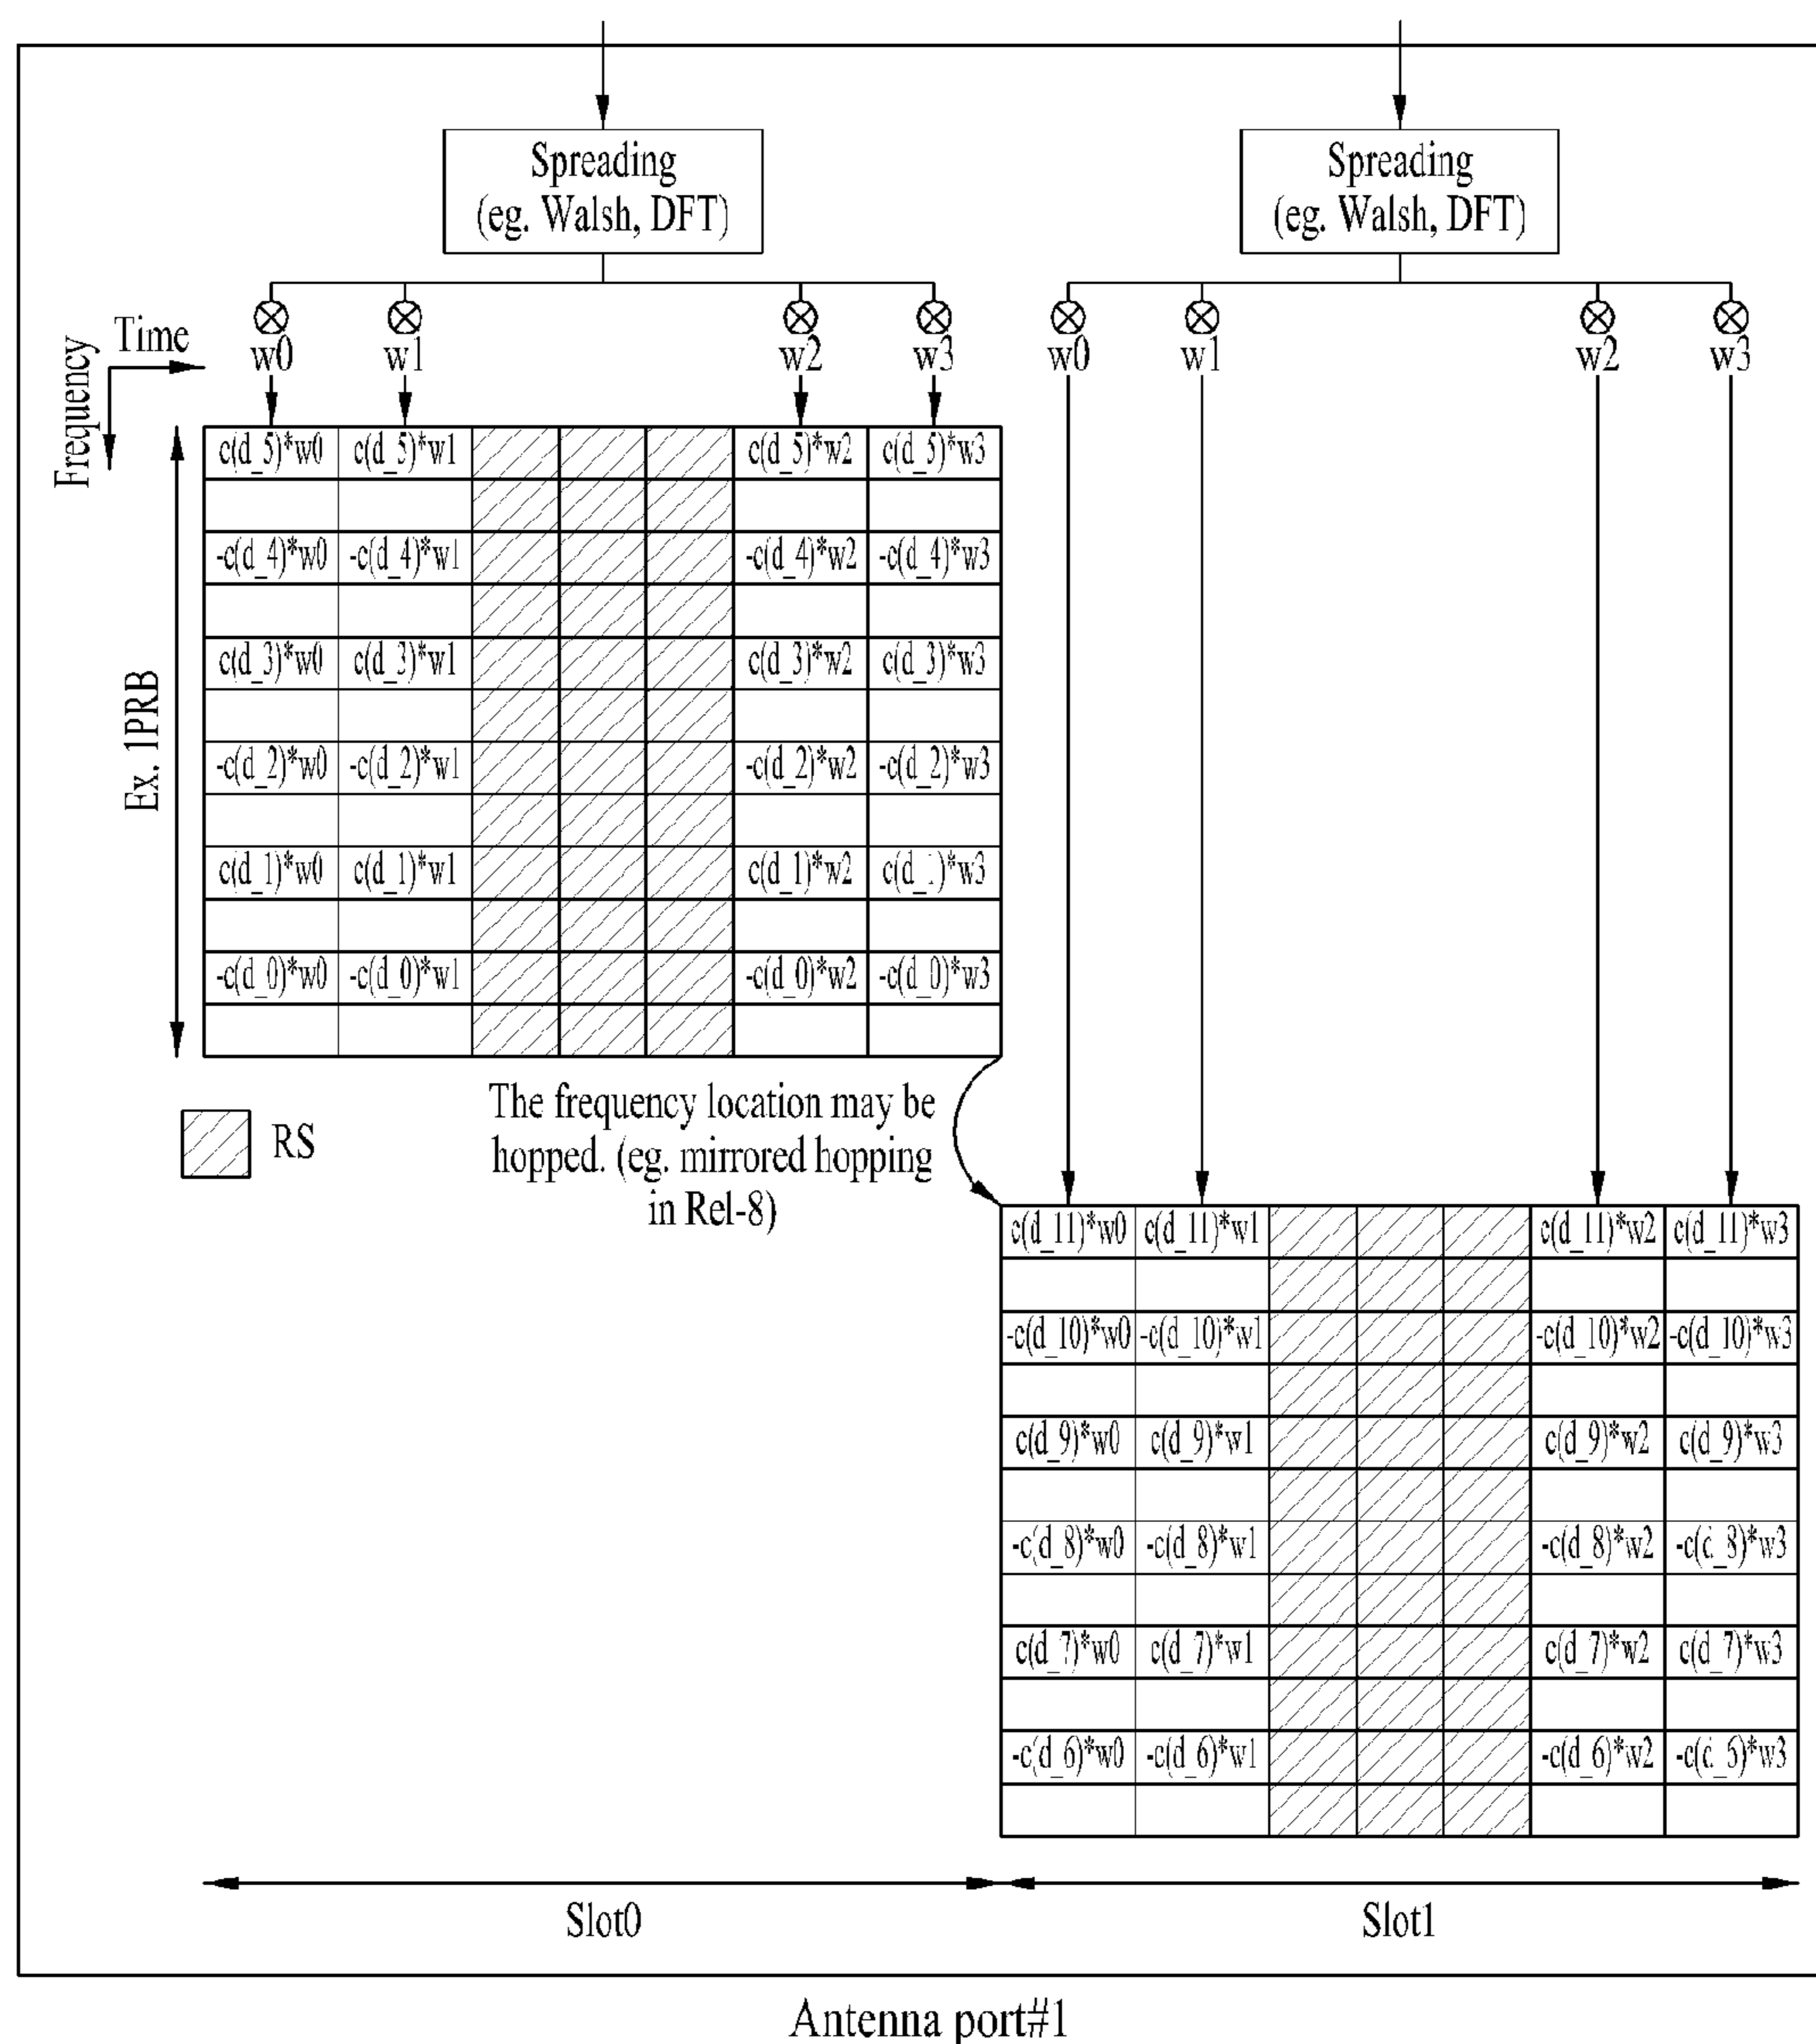 Spreading
(eg. Walsh, DFT)
Spreading
(eg. Walsh, DFT)
Time
Frequency
w0 w1 w2 w3 w0 w1 w2 w3
c(d_5)*w0 c(d_5)*w1 c(d_5)*w2 c(d_5)*w3
-c(d_4)*w0 -c(d_4)*w1 -c(d_4)*w2 -c(d_4)*w3
c(d_3)*w0 c(d_3)*w1 c(d_3)*w2 c(d_3)*w3
-c(d_2)*w0 -c(d_2)*w1 -c(d_2)*w2 -c(d_2)*w3
c(d_1)*w0 c(d_1)*w1 c(d_1)*w2 c(d_1)*w3
-c(d_0)*w0 -c(d_0)*w1 -c(d_0)*w2 -c(d_0)*w3
Ex. 1PRB
RS
The frequency location may be
hopped. (eg. mirrored hopping
in Rel-8)
c(d_11)*w0 c(d_11)*w1 c(d_11)*w2 c(d_11)*w3
-c(d_10)*w0 -c(d_10)*w1 -c(d_10)*w2 -c(d_10)*w3
c(d_9)*w0 c(d_9)*w1 c(d_9)*w2 c(d_9)*w3
-c(d_8)*w0 -c(d_8)*w1 -c(d_8)*w2 -c(d_8)*w3
c(d_7)*w0 c(d_7)*w1 c(d_7)*w2 c(d_7)*w3
-c(d_6)*w0 -c(d_6)*w1 -c(d_6)*w2 -c(d_6)*w3
Slot0 Slot1
Antenna port#1